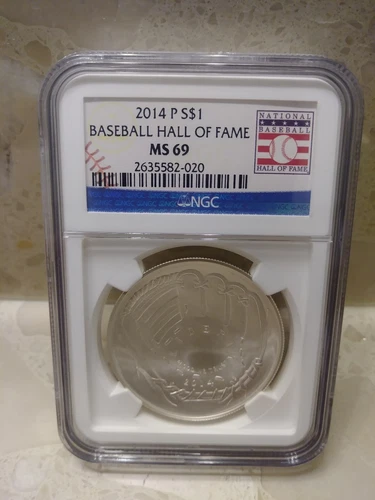 2014 P S$1
BASEBALL HALL OF FAME
MS 69
2635582-020
NGC
NATIONAL
BASEBALL
HALL OF FAME